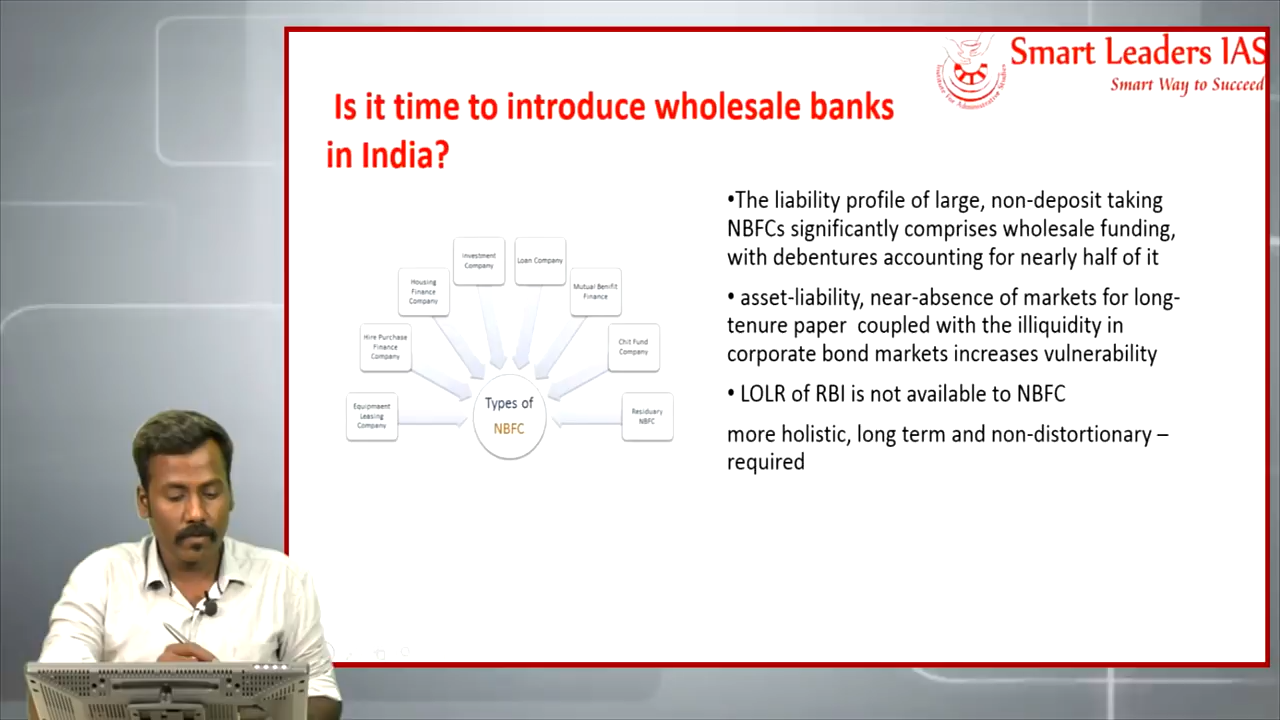 Smart Leaders IAS
Smart Way to Succeed
Institute For Administrative Studies
Is it time to introduce wholesale banks
in India?
•The liability profile of large, non-deposit taking
NBFCs significantly comprises wholesale funding,
with debentures accounting for nearly half of it
• asset-liability, near-absence of markets for long-
tenure paper coupled with the illiquidity in
corporate bond markets increases vulnerability
• LOLR of RBI is not available to NBFC
more holistic, long term and non-distortionary –
required
Equipmaent
Leasing
Company
Hire Purchase
Finance
Company
Housing
Finance
Company
Investment
Company
Loan Company
Mutual Benifit
Finance
Chit Fund
Company
Residuary
NBFC
Types of
NBFC